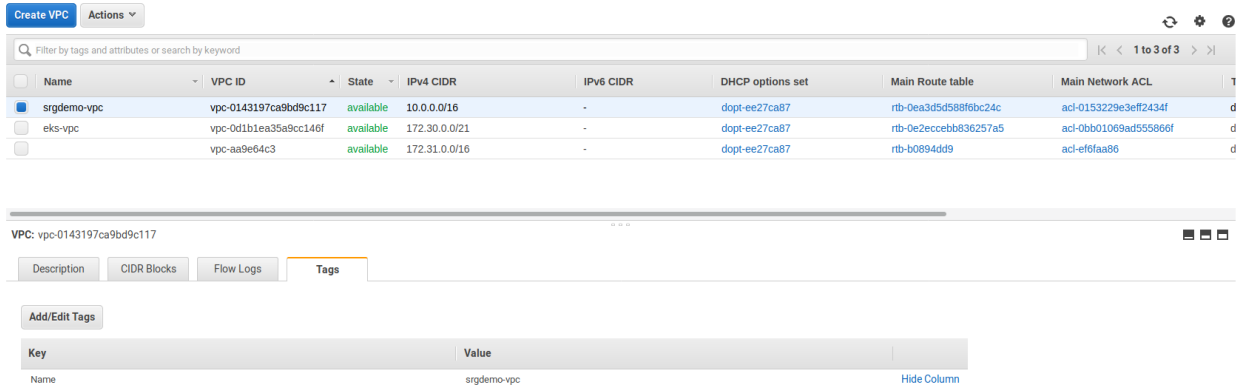 Create VPC Actions
Filter by tags and attributes or search by keyword 1 to 3 of 3
Name VPC ID State IPv4 CIDR IPv6 CIDR DHCP options set Main Route table Main Network ACL T
srgdemo-vpc vpc-0143197ca9bd9c117 available 10.0.0.0/16 - dopt-ee27ca87 rtb-0ea3d5d588f6bc24c acl-0153229e3eff2434f d
eks-vpc vpc-0d1b1ea35a9cc146f available 172.30.0.0/21 - dopt-ee27ca87 rtb-0e2eccebb836257a5 acl-0bb01069ad555866f d
vpc-aa9e64c3 available 172.31.0.0/16 - dopt-ee27ca87 rtb-b0894dd9 acl-ef6faa86 d
VPC: vpc-0143197ca9bd9c117
Description CIDR Blocks Flow Logs Tags
Add/Edit Tags
Key Value
Name srgdemo-vpc Hide Column